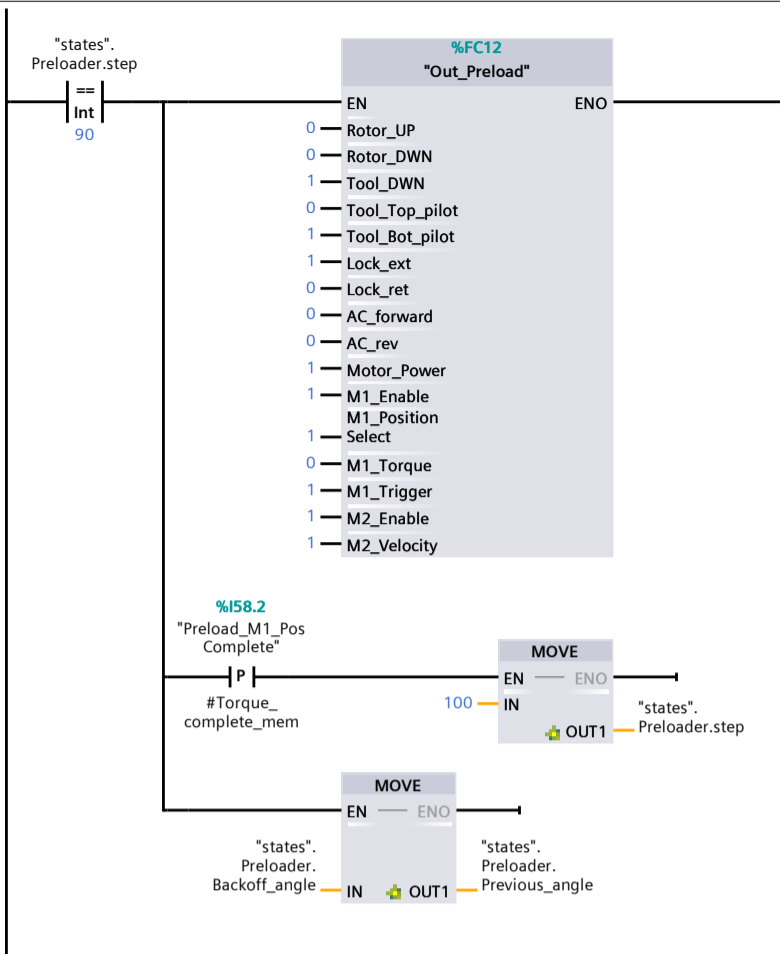 "states".
Preloader.step
==
Int
90
%FC12
"Out_Preload"
EN
ENO
0
Rotor_UP
0
Rotor_DWN
1
Tool_DWN
0
Tool_Top_pilot
1
Tool_Bot_pilot
1
Lock_ext
0
Lock_ret
0
AC_forward
0
AC_rev
1
Motor_Power
1
M1_Enable
M1_Position
1
Select
0
M1_Torque
1
M1_Trigger
1
M2_Enable
1
M2_Velocity
%I58.2
"Preload_M1_Pos
Complete"
P
#Torque_
complete_mem
MOVE
EN
ENO
100
IN
OUT1
"states".
Preloader.step
MOVE
EN
ENO
"states".
Preloader.
Backoff_angle
IN
OUT1
"states".
Preloader.
Previous_angle